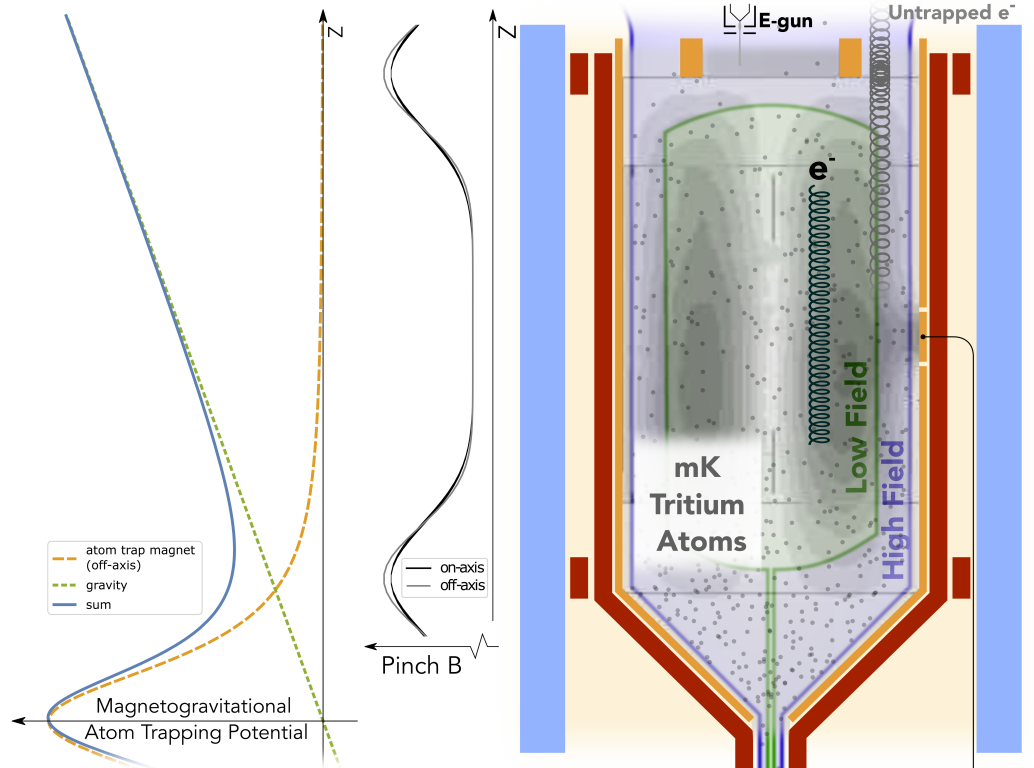 Z
Z
E-gun
Untrapped e-
e-
Low Field
High Field
mK
Tritium
Atoms
atom trap magnet
(off-axis)
gravity
sum
on-axis
off-axis
Pinch B
Magnetogravitational
Atom Trapping Potential